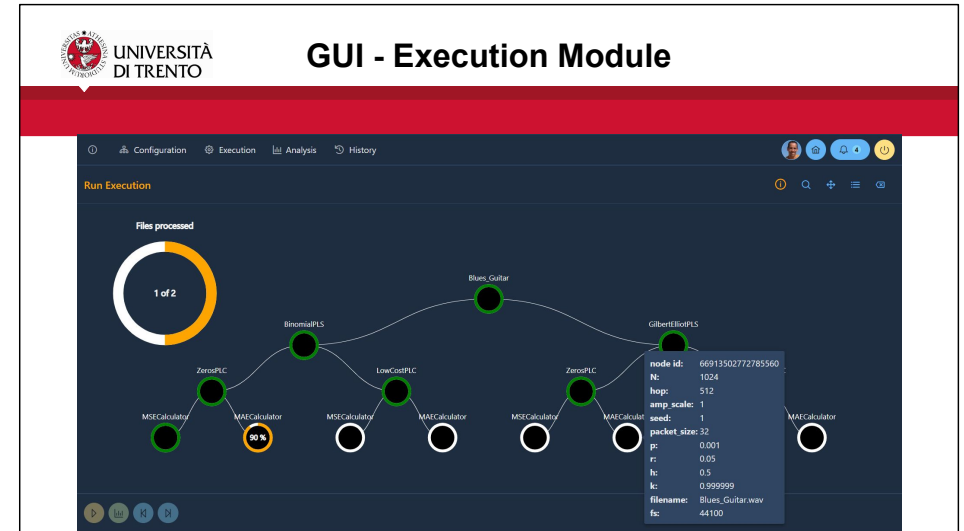 UNIVERSITÀ
DI TRENTO
GUI - Execution Module
Configuration Execution Analysis History
4
Run Execution
Files processed
1 of 2
Blues_Guitar
BinomialPLS GilbertElliotPLS
ZerosPLC LowCostPLC ZerosPLC
MSECalculator MAECalculator MSECalculator MAECalculator MSECalculator MAECalculat MAECalculator
90 %
node id: 66913502772785560
N: 1024
hop: 512
amp_scale: 1
seed: 1
packet_size: 32
p: 0.001
r: 0.05
h: 0.5
k: 0.999999
filename: Blues_Guitar.wav
fs: 44100